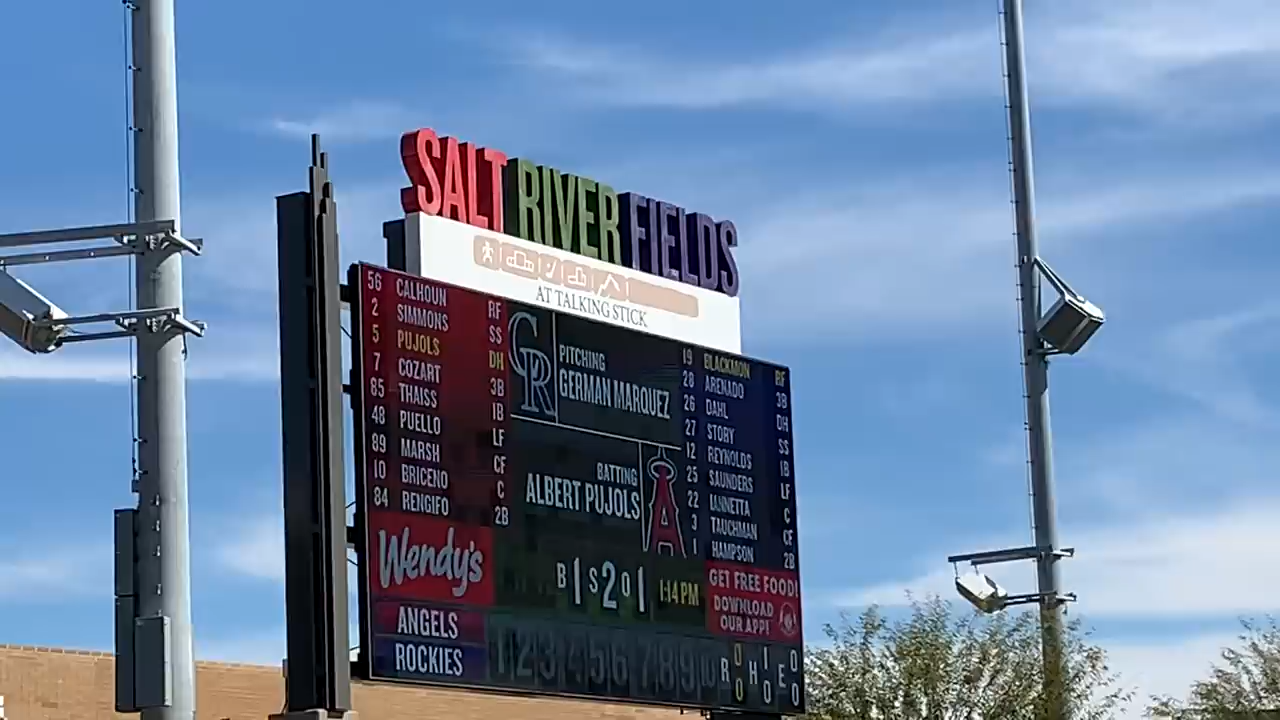 SALT RIVER FIELDS
AT TALKING STICK
56 CALHOUN RF
2 SIMMONS SS
5 PUJOLS DH
7 COZART 3B
85 THAISS 1B
48 PUELLO LF
89 MARSH CF
10 BRICENO C
84 RENGIFO 2B
CR
PITCHING
GERMAN MARQUEZ
BATTING
ALBERT PUJOLS
A
19 BLACKMON RF
28 ARENADO 3B
26 DAHL DH
27 STORY SS
12 REYNOLDS 1B
25 SAUNDERS LF
22 IANNETTA C
3 TAUCHMAN CF
1 HAMPSON 2B
Wendy's
B 1 S 2 O 1 1:14 PM
GET FREE FOOD!
DOWNLOAD
OUR APP!
1 2 3 4 5 6 7 8 9 10 R H E
ANGELS 0 1 0
ROCKIES 0 0 0